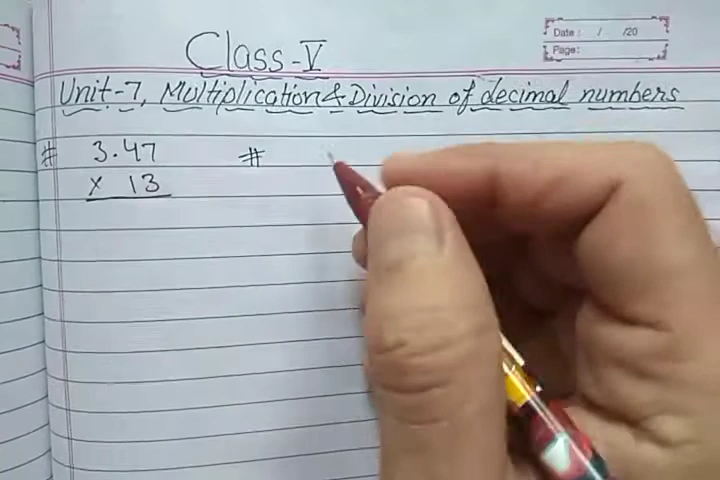 Date : / /20
Page:
Class-V
Unit-7, Multiplication & Division of decimal numbers
# 3.47 #
x 13